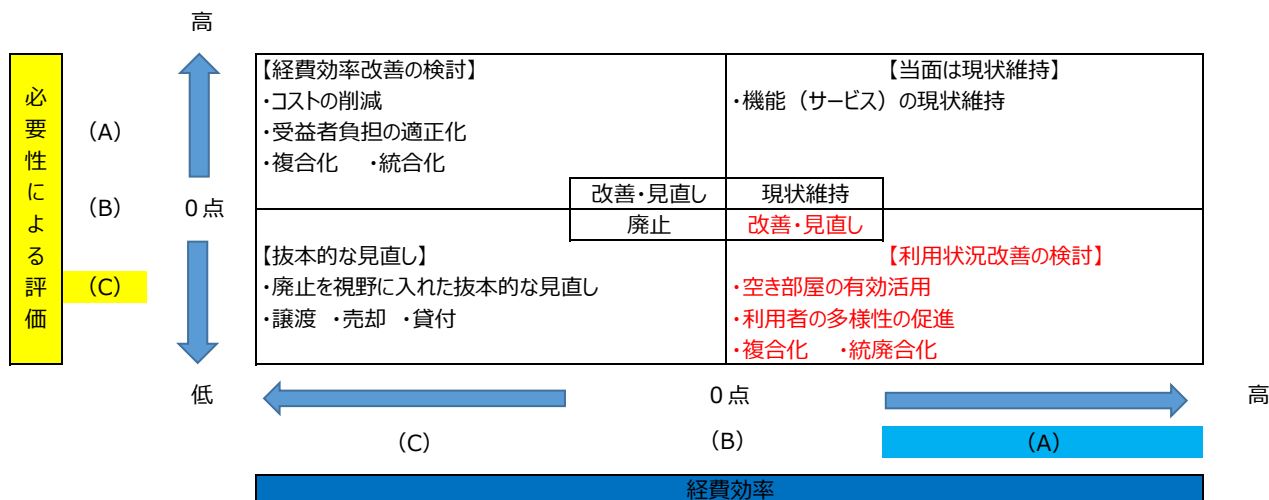 高
必要性による評価
(A)
(B)
(C)
0点
低
【経費効率改善の検討】
・コストの削減
・受益者負担の適正化
・複合化　・統合化
【当面は現状維持】
・機能（サービス）の現状維持
改善・見直し
現状維持
廃止
改善・見直し
【抜本的な見直し】
・廃止を視野に入れた抜本的な見直し
・譲渡　・売却　・貸付
【利用状況改善の検討】
・空き部屋の有効活用
・利用者の多様性の促進
・複合化　・統廃合化
0点
高
(C)
(B)
(A)
経費効率